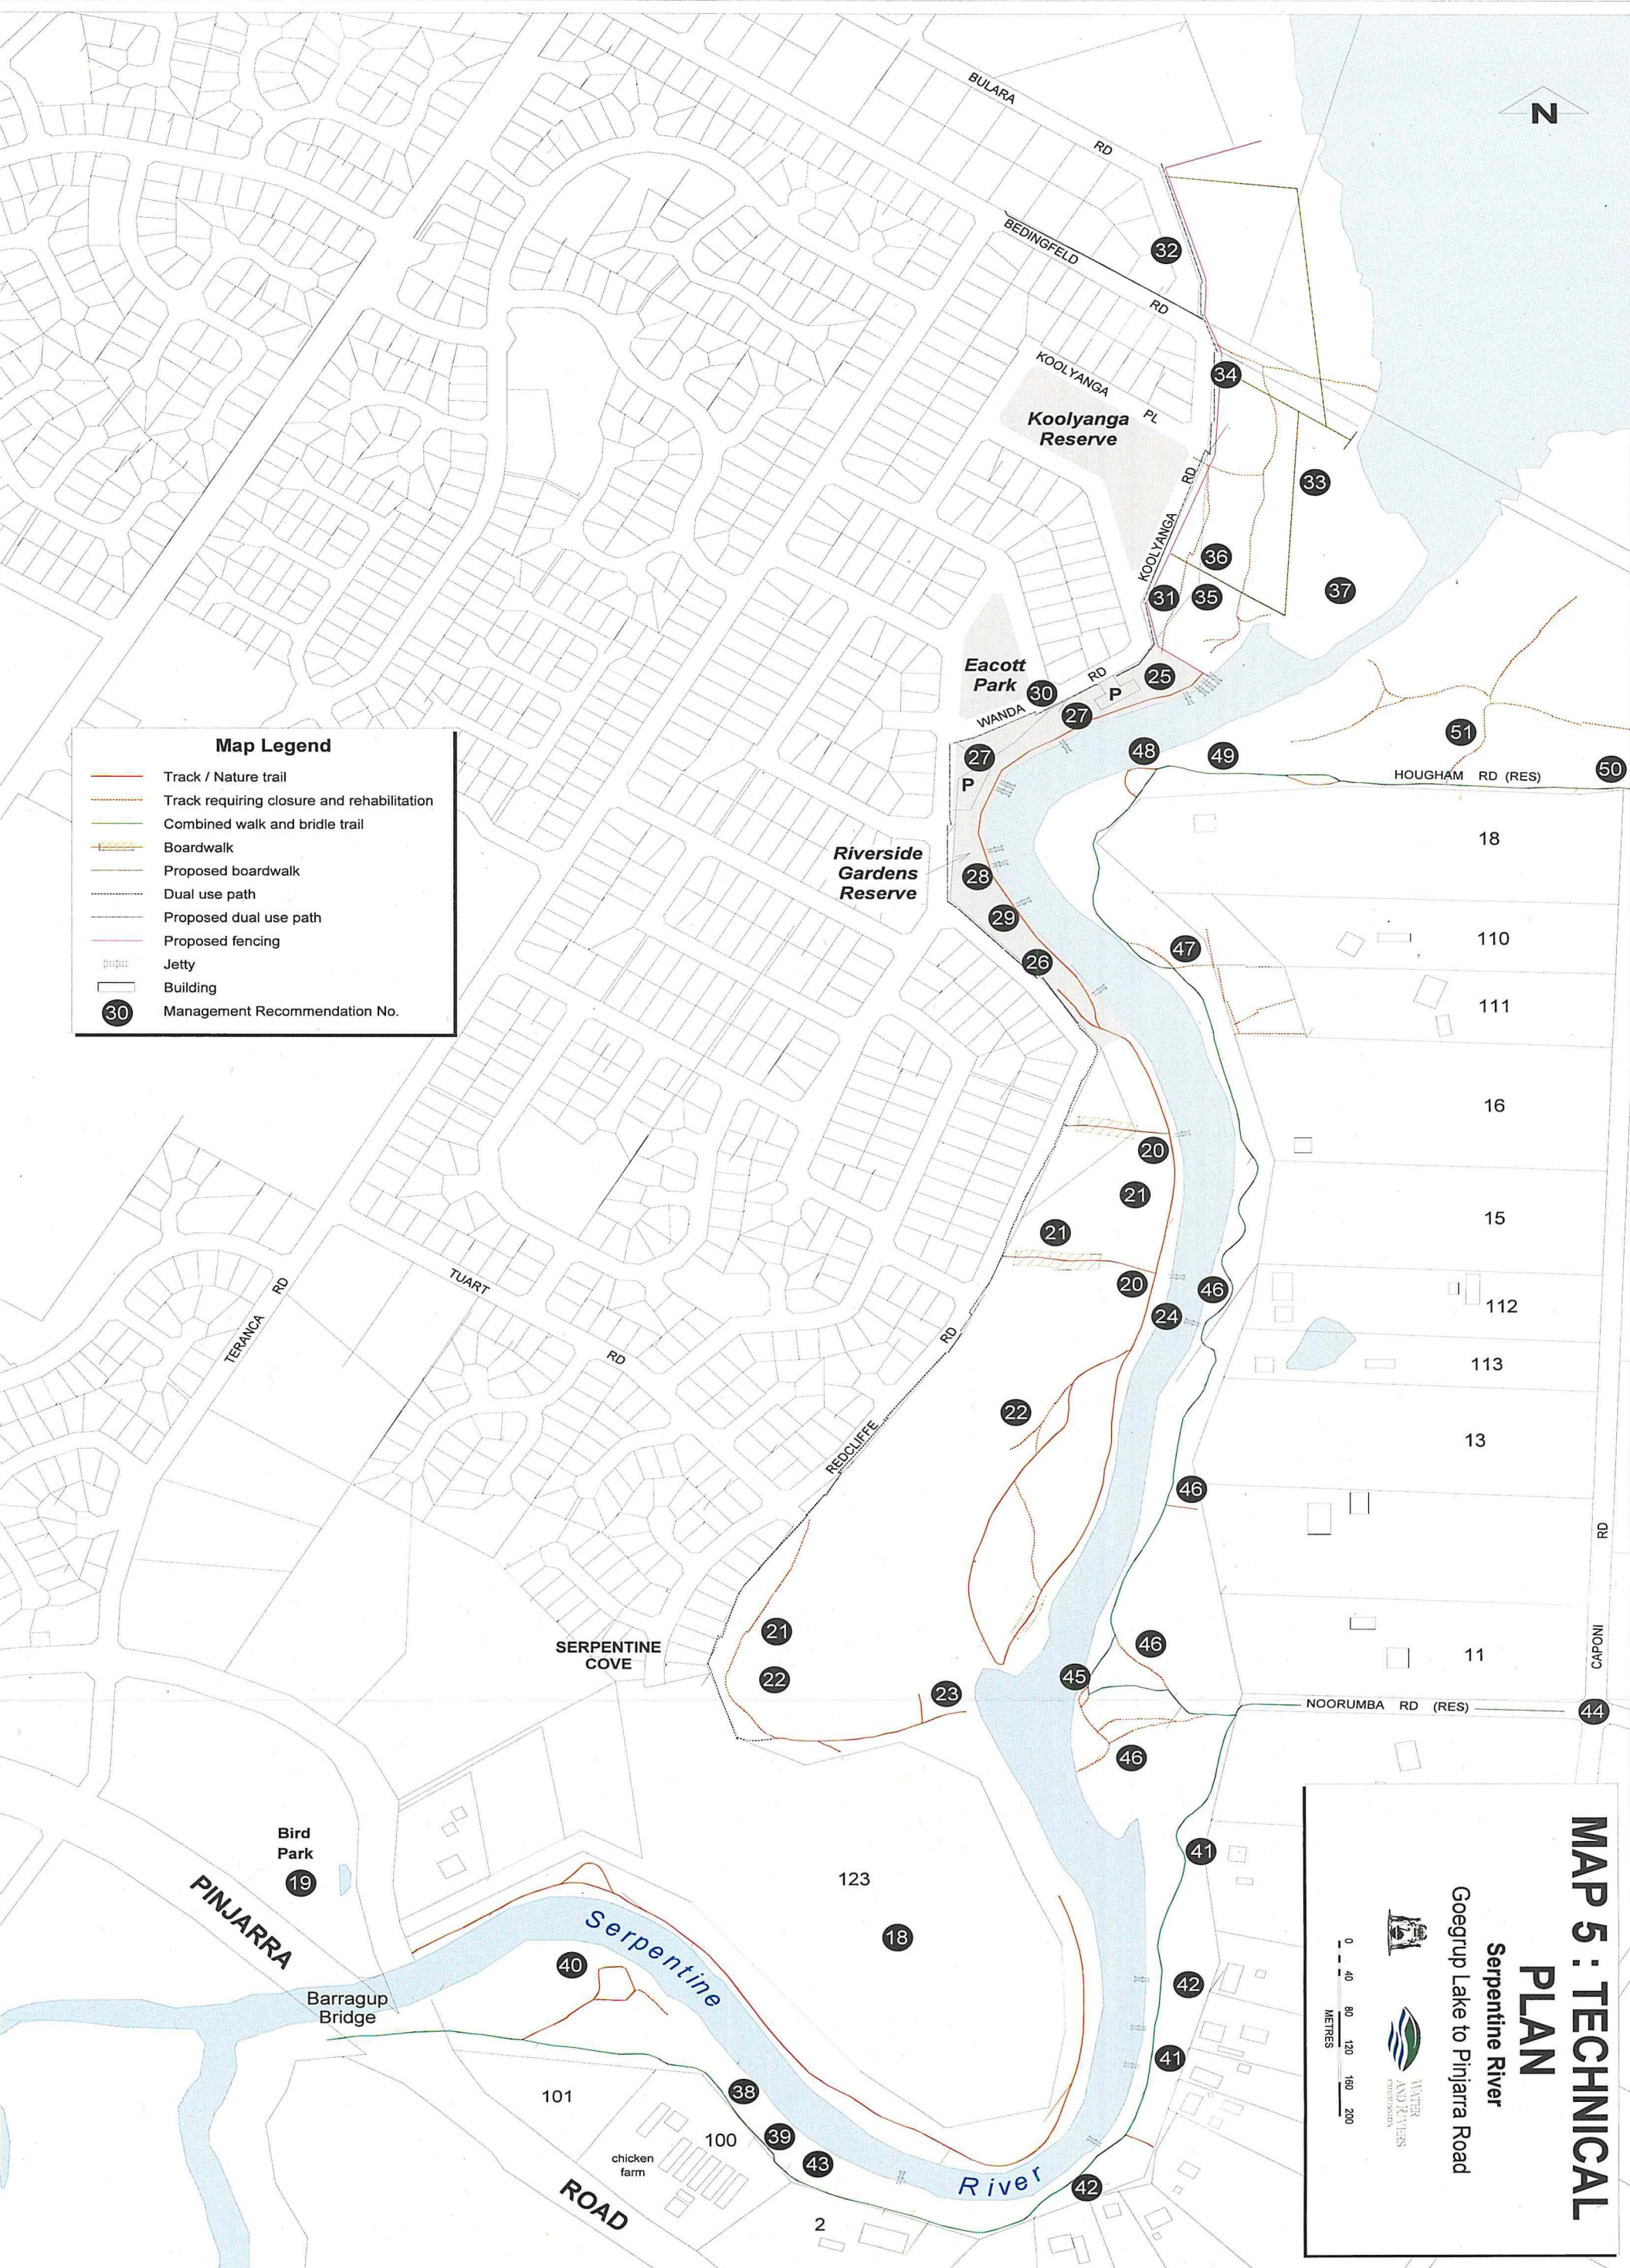 BULARA
RD
N
32
BEDINGFELD
RD
34
KOOLYANGA
PL
Koolyanga
Reserve
33
RD
KOOLYANGA
36
37
31
35
Eacott
Park
30
RD
25
P
WANDA
27
51
48
49
27
P
HOUGHAM RD (RES)
50
Map Legend
Track / Nature trail
Track requiring closure and rehabilitation
Combined walk and bridle trail
Boardwalk
Proposed boardwalk
Dual use path
Proposed dual use path
Proposed fencing
Jetty
Building
30
Management Recommendation No.
18
Riverside
Gardens
Reserve
28
29
26
47
110
111
16
20
21
15
21
20
46
24
112
113
TUART
RD
TERANCA
RD
RD
REDCLIFFE
22
13
46
RD
CAPONI
SERPENTINE
COVE
21
22
23
46
45
11
NOORUMBA RD (RES)
44
46
MAP 5 : TECHNICAL
PLAN
Serpentine River
Goegrup Lake to Pinjarra Road
WATER
AND RIVERS
COMMISSION
0 40 80 120 160 200
METRES
41
Bird
Park
19
123
18
PINJARRA
Serpentine
40
42
Barragup
Bridge
41
38
101
39
100
43
chicken
farm
River
42
ROAD
2